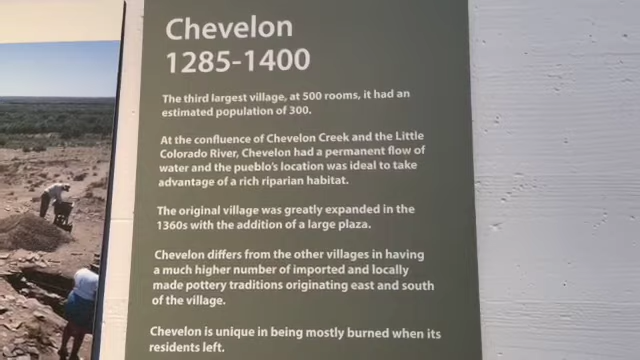 Chevelon
1285-1400
The third largest village, at 500 rooms, it had an
estimated population of 300.
At the confluence of Chevelon Creek and the Little
Colorado River, Chevelon had a permanent flow of
water and the pueblo's location was ideal to take
advantage of a rich riparian habitat.
The original village was greatly expanded in the
1360s with the addition of a large plaza.
Chevelon differs from the other villages in having
a much higher number of imported and locally
made pottery traditions originating east and south
of the village.
Chevelon is unique in being mostly burned when its
residents left.